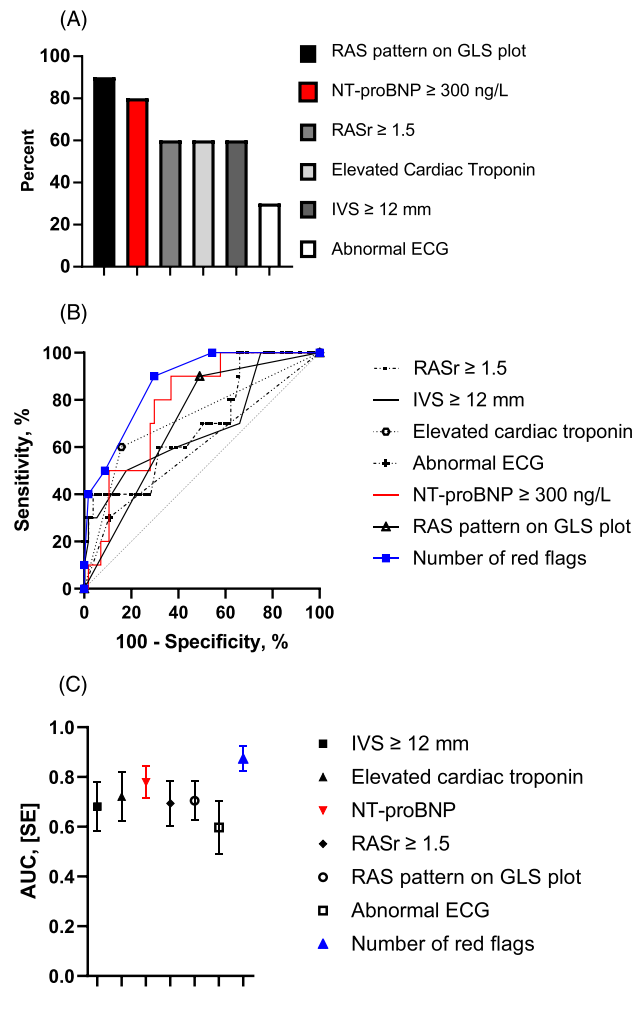 (A)
100
80
60
40
20
0
Percent
RAS pattern on GLS plot
NT-proBNP ≥ 300 ng/L
RASr ≥ 1.5
Elevated Cardiac Troponin
IVS ≥ 12 mm
Abnormal ECG
(B)
100
80
60
40
20
0
Sensitivity, %
0 20 40 60 80 100
100 - Specificity, %
RASr ≥ 1.5
IVS ≥ 12 mm
Elevated cardiac troponin
Abnormal ECG
NT-proBNP ≥ 300 ng/L
RAS pattern on GLS plot
Number of red flags
(C)
1.0
0.8
0.6
0.4
0.2
0.0
AUC, [SE]
IVS ≥ 12 mm
Elevated cardiac troponin
NT-proBNP
RASr ≥ 1.5
RAS pattern on GLS plot
Abnormal ECG
Number of red flags